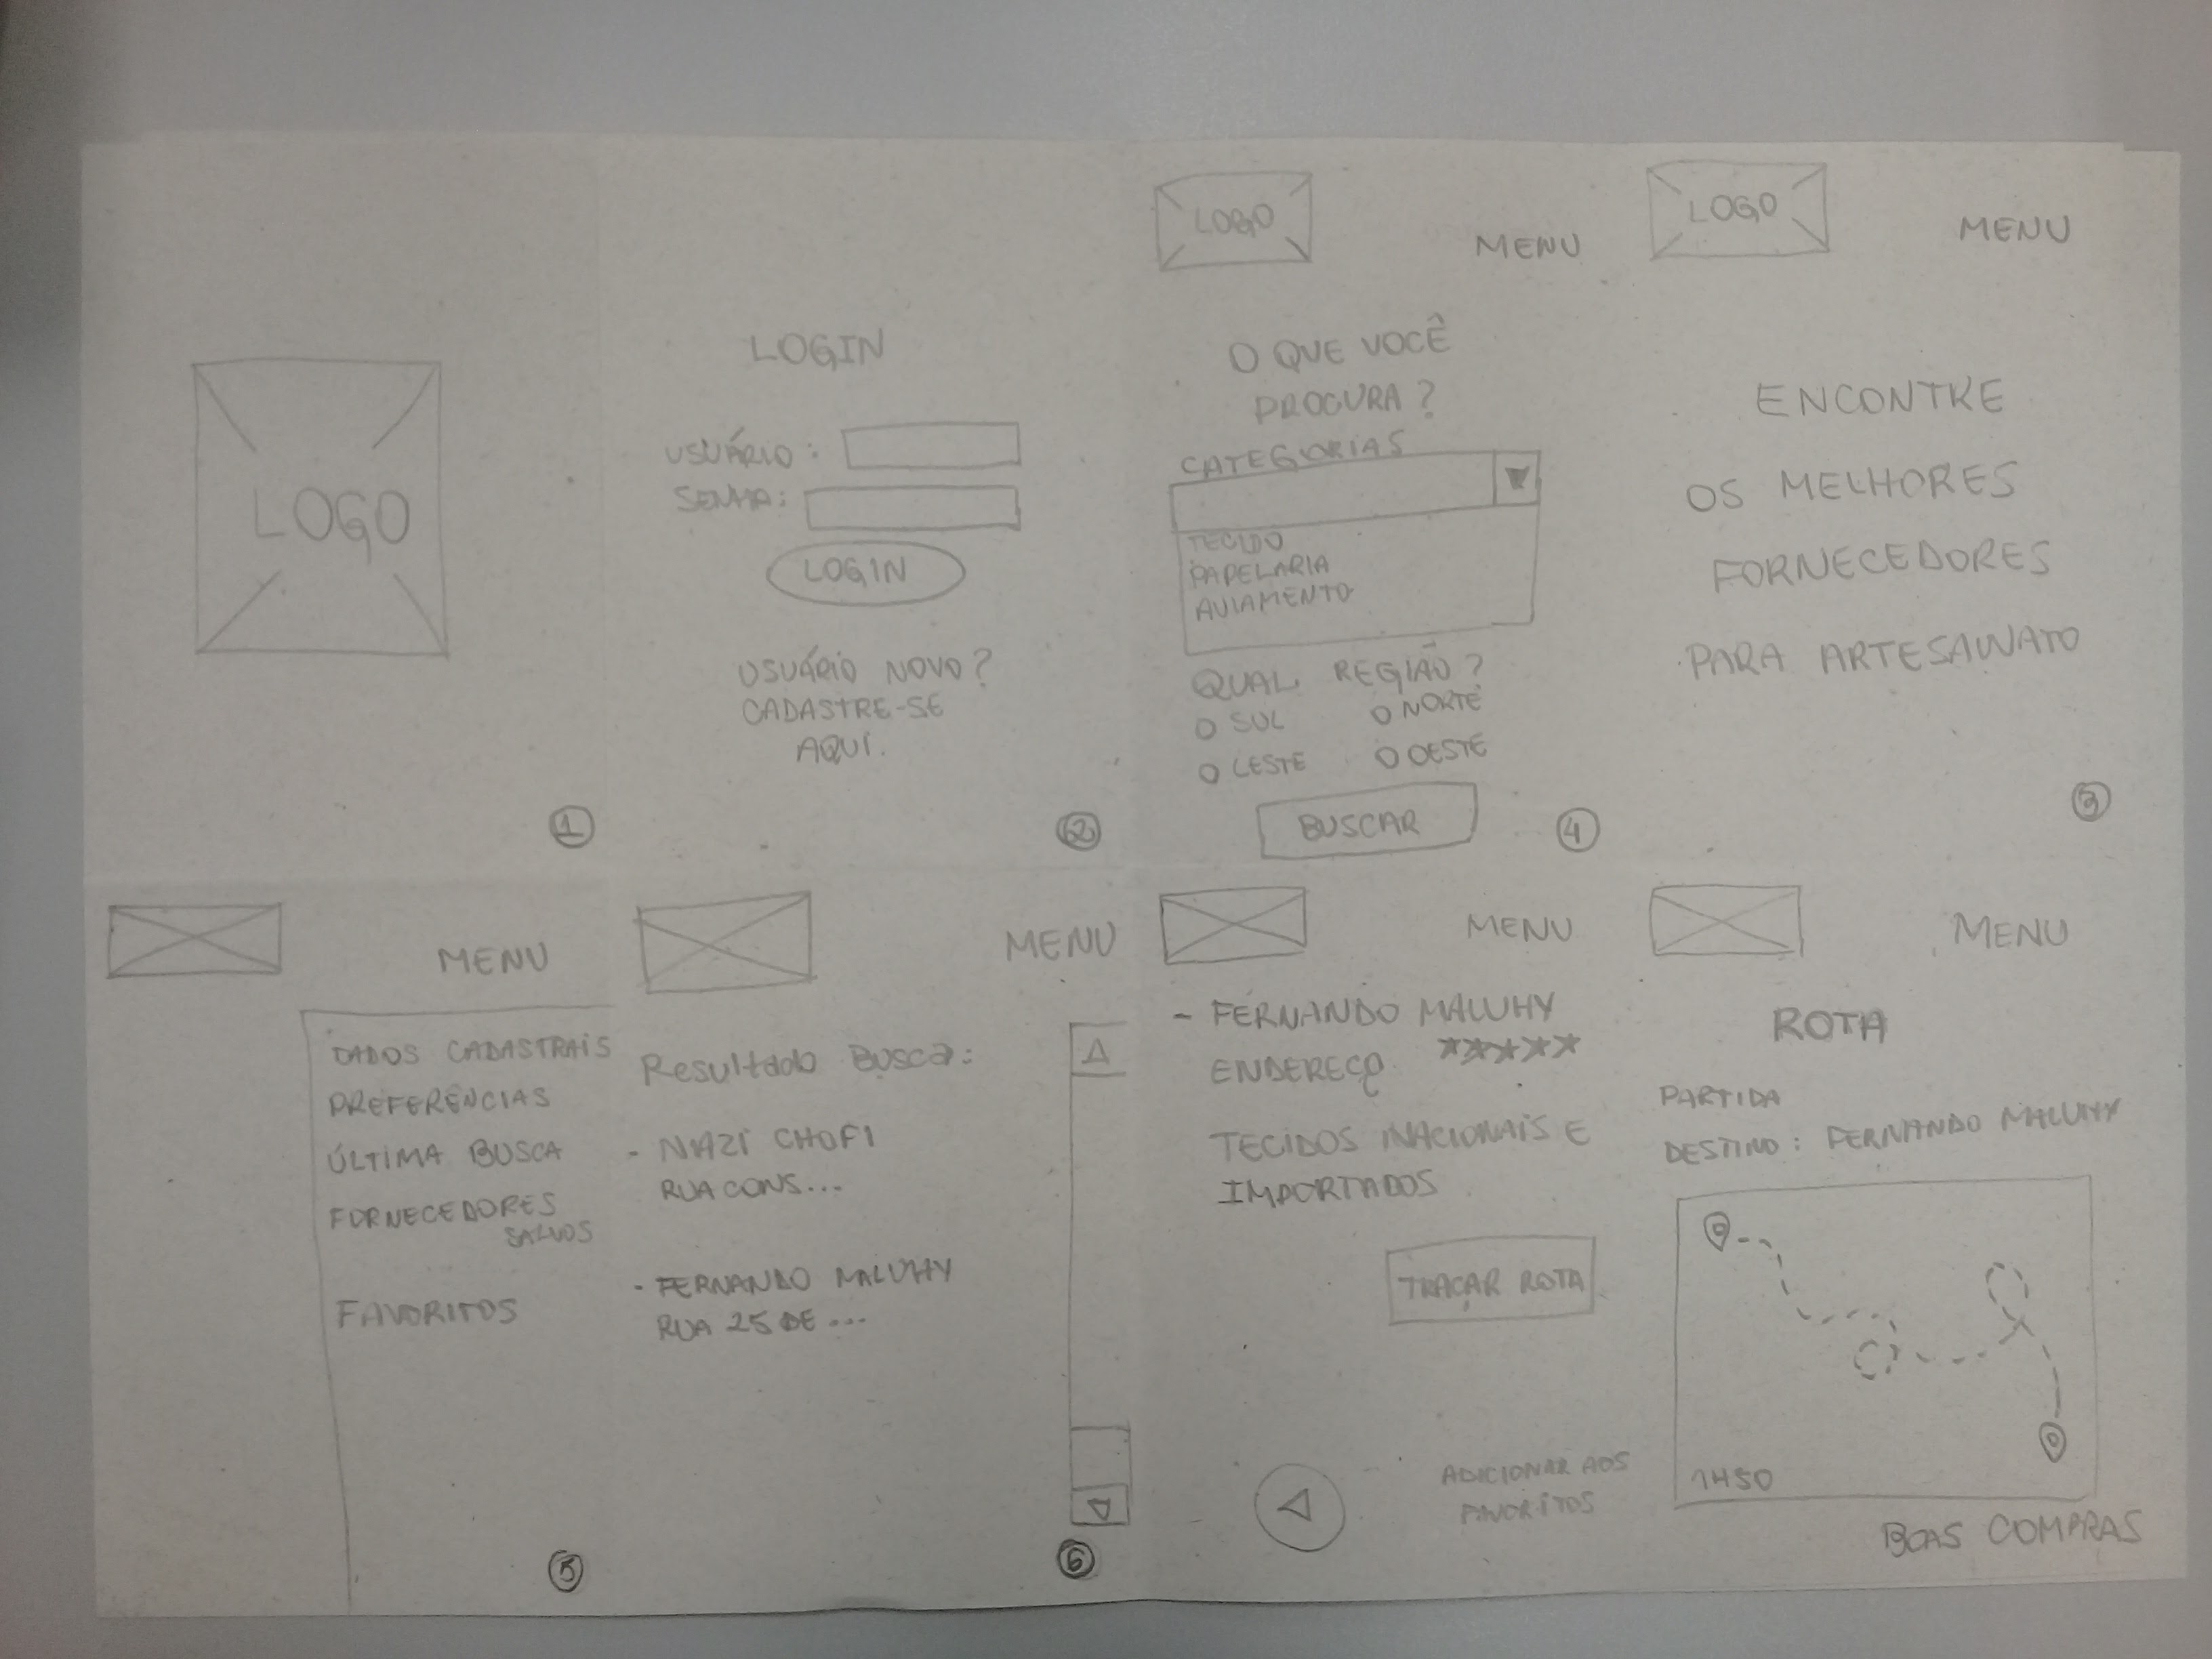 LOGO
1
LOGIN
USUÁRIO :
SENHA:
LOGIN
USUÁRIO NOVO?
CADASTRE-SE
AQUI.
2
LOGO
MENU
O QUE VOCÊ
PROCURA ?
CATEGORIAS
TECIDO
PAPELARIA
AVIAMENTO
QUAL REGIÃO ?
O SUL O NORTE
O LESTE O OESTE
BUSCAR
4
LOGO
MENU
ENCONTRE
OS MELHORES
FORNECEDORES
PARA ARTESANATO
3
MENU
DADOS CADASTRAIS
PREFERÊNCIAS
ÚLTIMA BUSCA
FORNECEDORES
SALVOS
FAVORITOS
5
MENU
Resultado Busca:
- NIAZI CHOFI
RUA CONS...
- FERNANDO MALUHY
RUA 25 DE ...
6
MENU
- FERNANDO MALUHY
ENDEREÇO
TECIDOS NACIONAIS E
IMPORTADOS
TRAÇAR ROTA
ADICIONAR AOS
FAVORITOS
MENU
ROTA
PARTIDA
DESTINO : FERNANDO MALUHY
1H50
BOAS COMPRAS